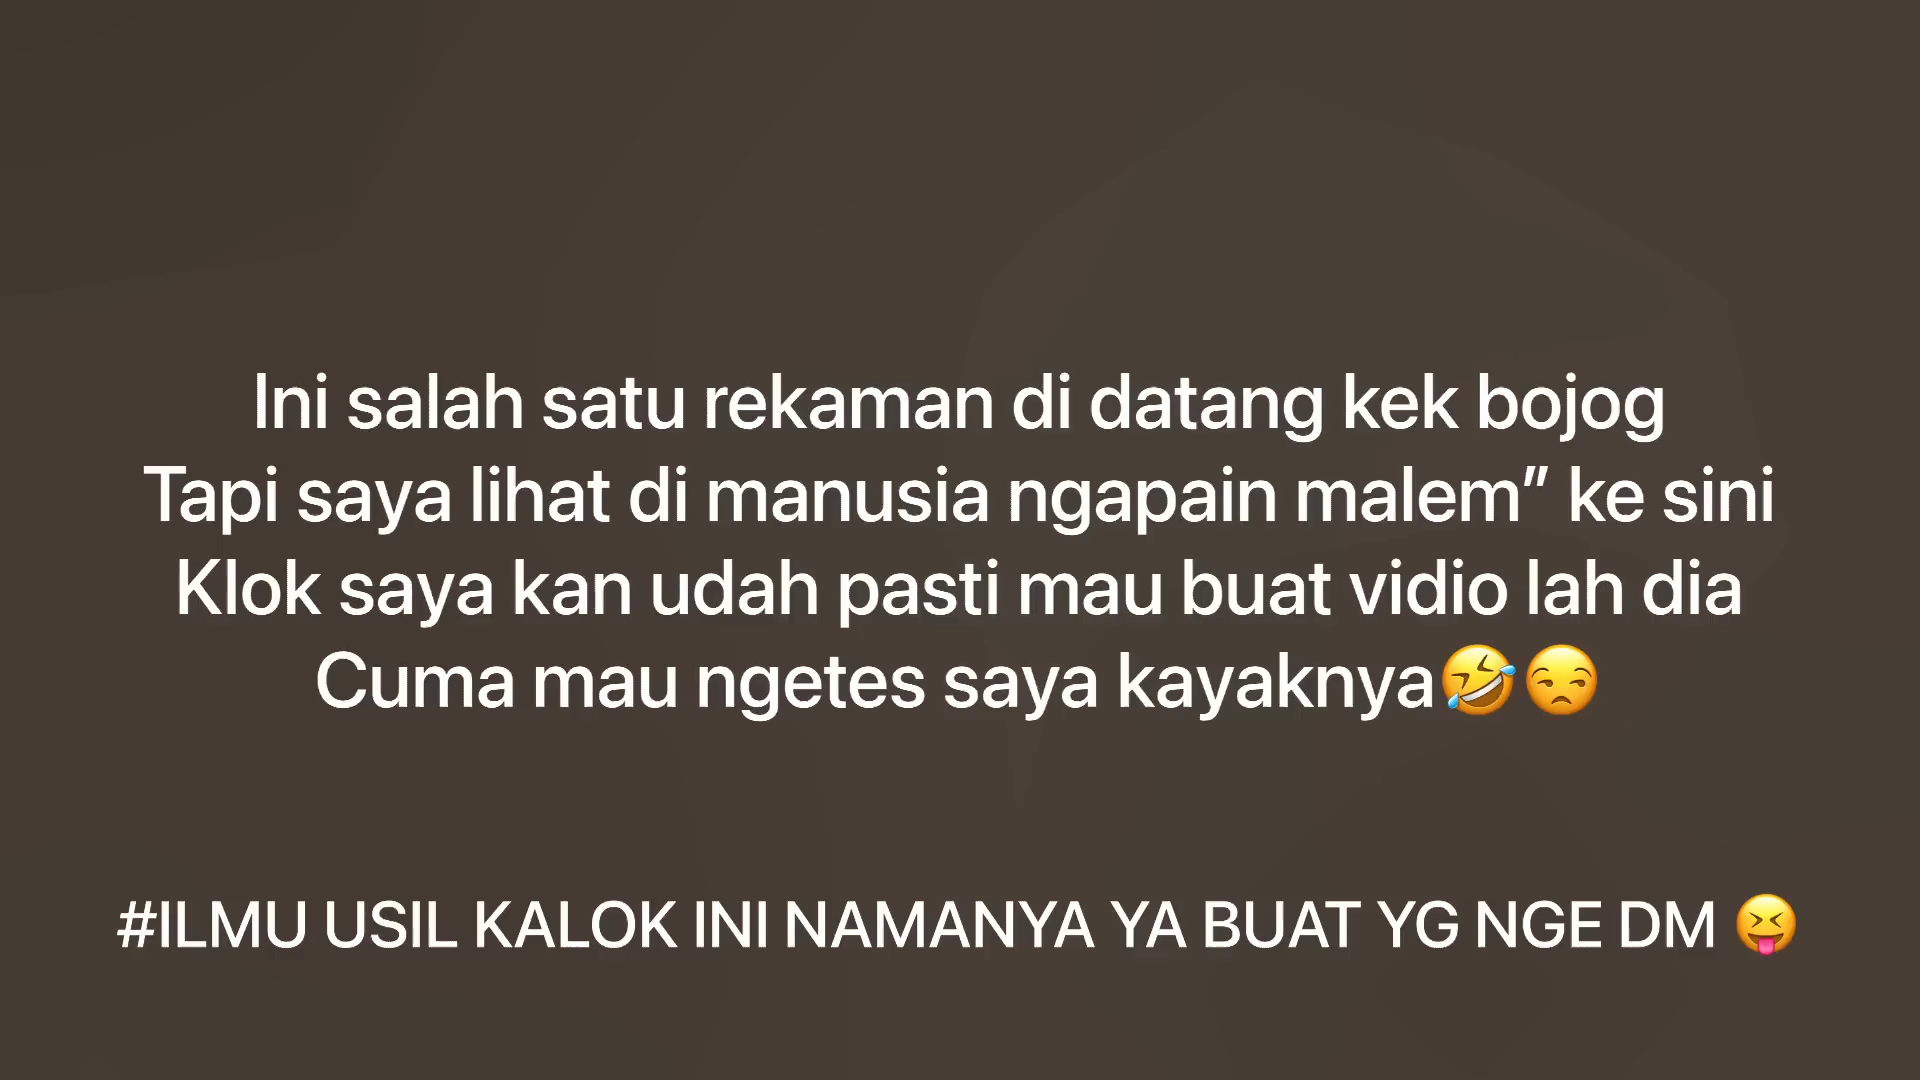 Ini salah satu rekaman di datang kek bojog
Tapi saya lihat di manusia ngapain malem” ke sini
Klok saya kan udah pasti mau buat vidio lah dia
Cuma mau ngetes saya kayaknya🤣😒
#ILMU USIL KALOK INI NAMANYA YA BUAT YG NGE DM 😝